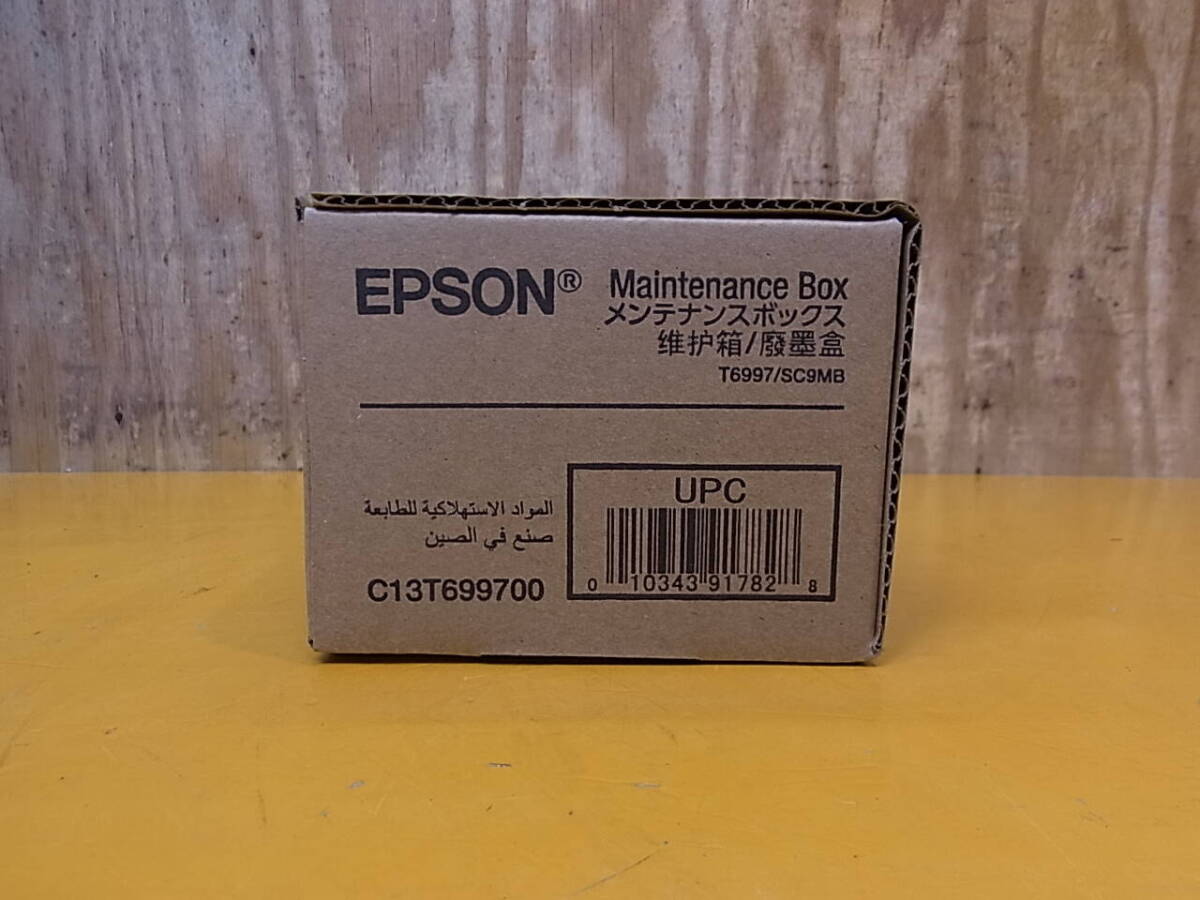 EPSON® Maintenance Box
メンテナンスボックス
维护箱/廢墨盒
T6997/SC9MB
المواد الاستهلاكية للطابعة
صنع في الصين
C13T699700
UPC
0 10343 91782 8